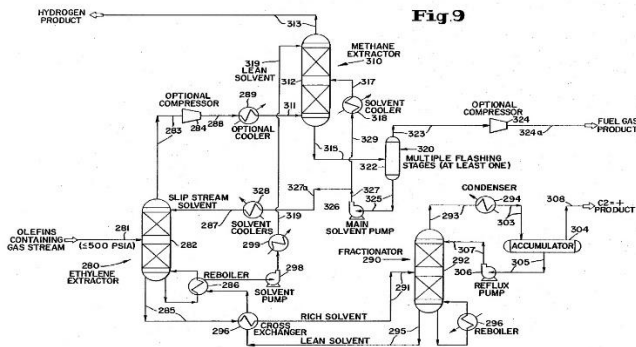 Fig.9
HYDROGEN
PRODUCT
313
319
LEAN
SOLVENT
312
METHANE
EXTRACTOR
310
317
SOLVENT
COOLER
318
OPTIONAL
COMPRESSOR
283
284
288
289
OPTIONAL
COOLER
311
315
329
OPTIONAL
COMPRESSOR
324
323
324a
FUEL GAS
PRODUCT
320
322
MULTIPLE FLASHING
STAGES (AT LEAST ONE)
327a
327
326
325
MAIN
SOLVENT PUMP
SLIP STREAM
SOLVENT
287
328
SOLVENT
COOLERS
319
299
OLEFINS
CONTAINING
GAS STREAM
281
(≤500 PSIA)
282
280
ETHYLENE
EXTRACTOR
285
REBOILER
286
298
SOLVENT
PUMP
296
CROSS
EXCHANGER
RICH SOLVENT
LEAN SOLVENT
291
295
FRACTIONATOR
290
292
293
CONDENSER
294
303
308
C2=+
PRODUCT
304
ACCUMULATOR
305
307
306
REFLUX
PUMP
296
REBOILER